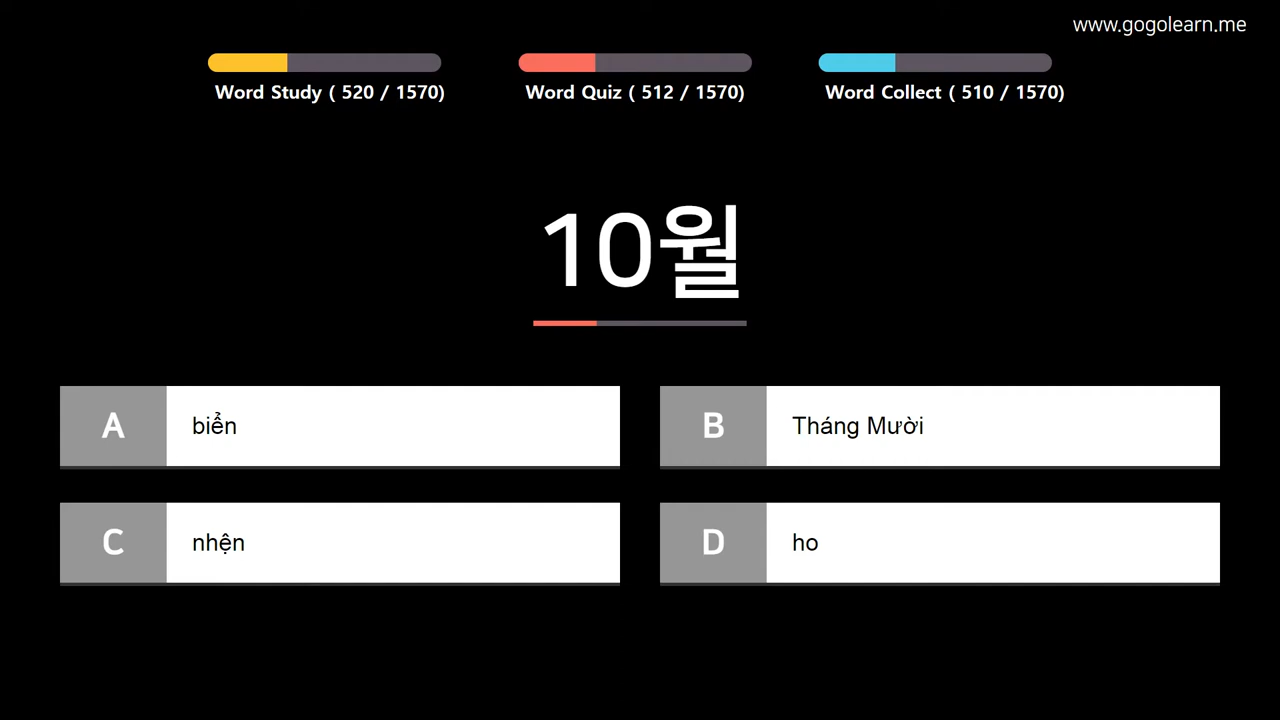 www.gogolearn.me
Word Study ( 520 / 1570)
Word Quiz ( 512 / 1570)
Word Collect ( 510 / 1570)
10월
A
biển
B
Tháng Mười
C
nhện
D
ho